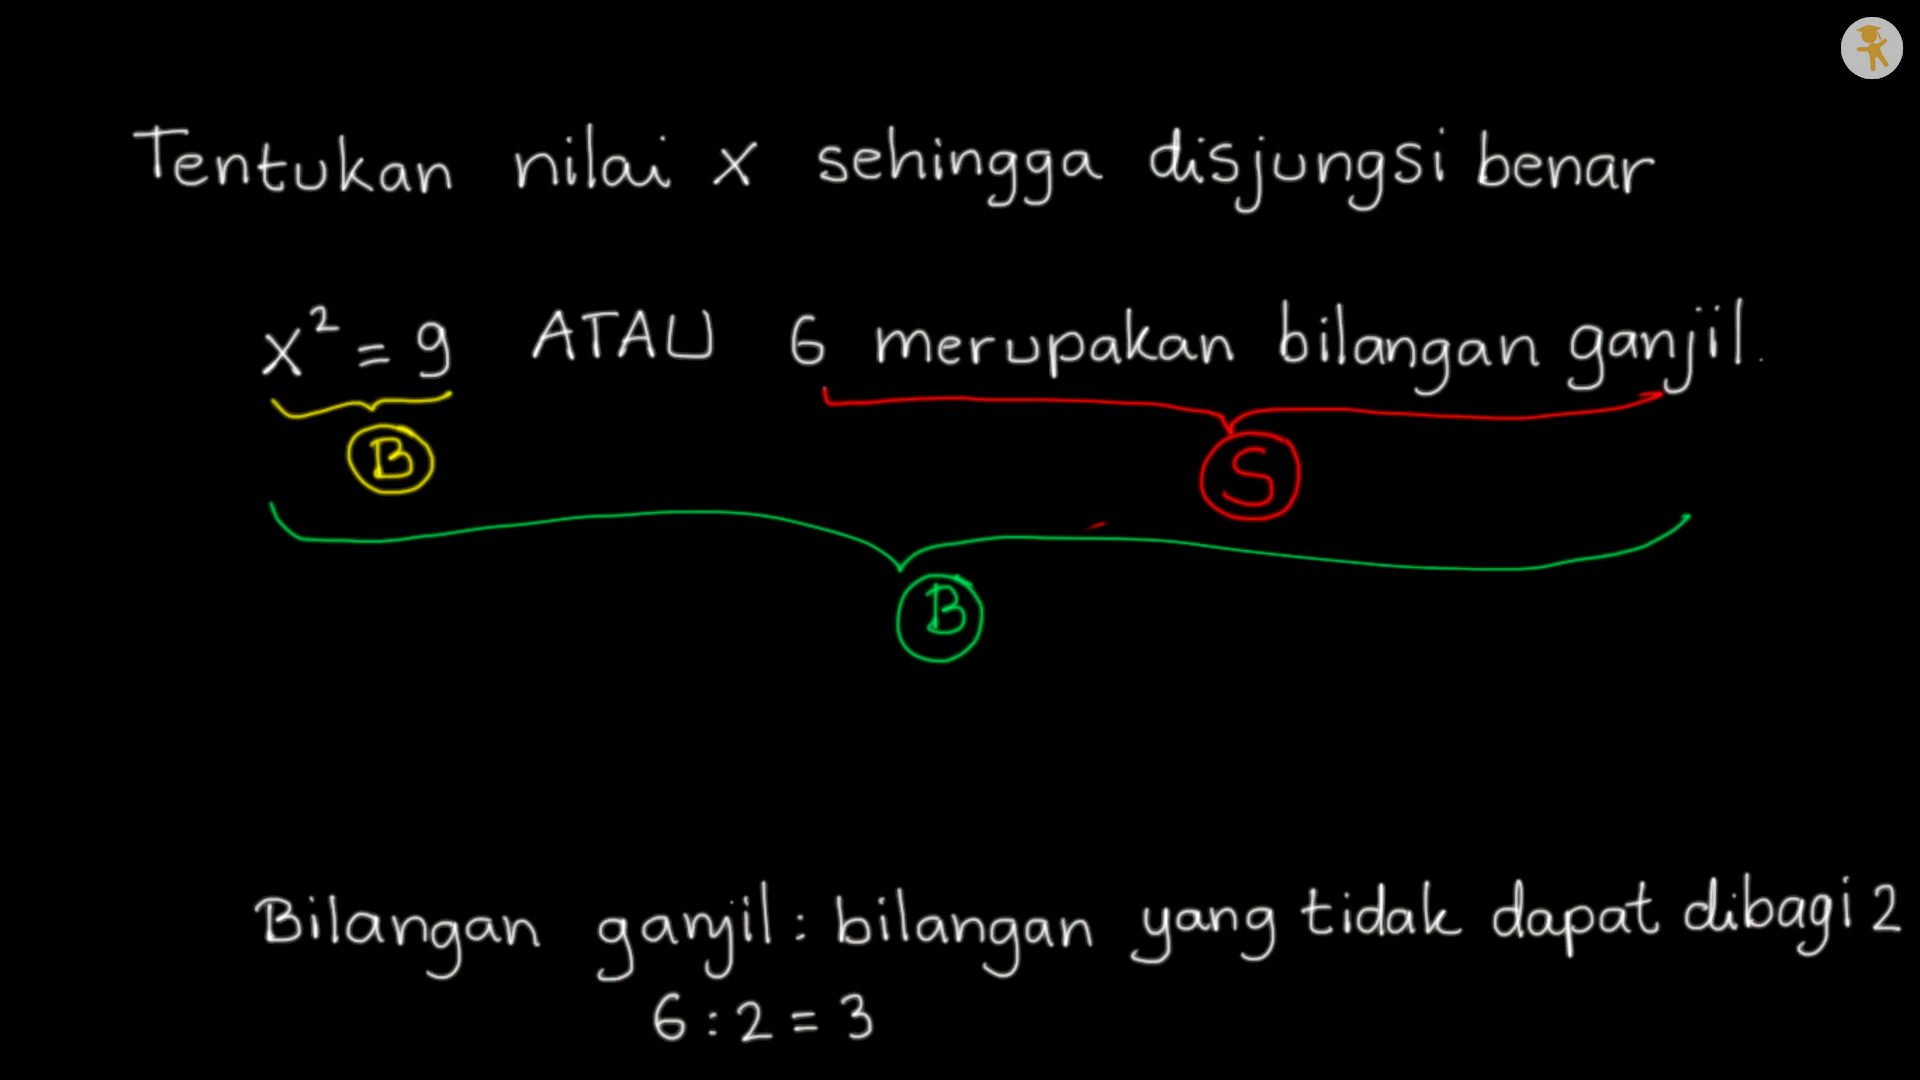 Tentukan nilai x sehingga disjungsi benar
x² = 9 ATAU 6 merupakan bilangan ganjil.
B
S
B
Bilangan ganjil : bilangan yang tidak dapat dibagi 2
6 : 2 = 3